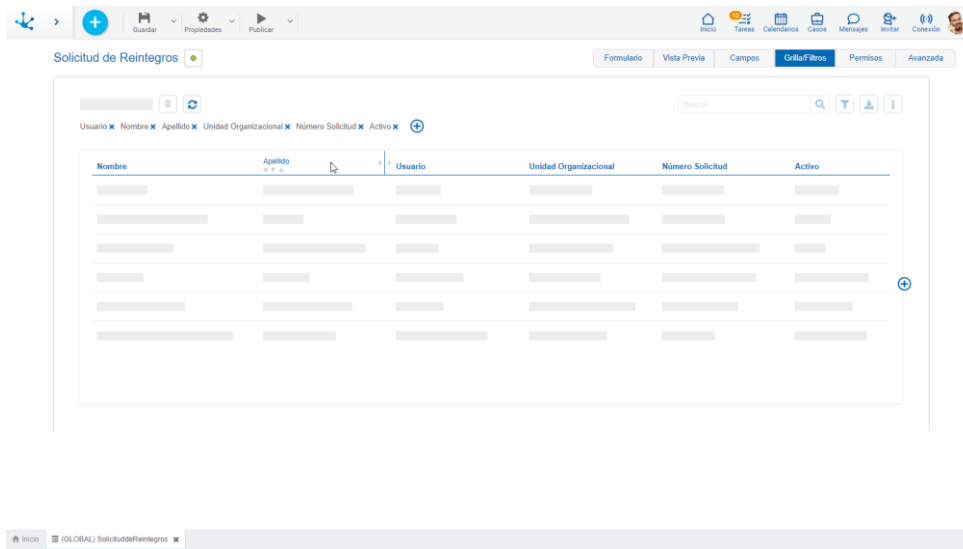 Guardar Propiedades Publicar
12
Inicio Tareas Calendarios Casos Mensajes Invitar Conexión
Solicitud de Reintegros
Formulario Vista Previa Campos Grilla/Filtros Permisos Avanzada
0
Buscar
Usuario Nombre Apellido Unidad Organizacional Número Solicitud Activo
Nombre Apellido Usuario Unidad Organizacional Número Solicitud Activo
Inicio (GLOBAL) SolicituddeReintegros